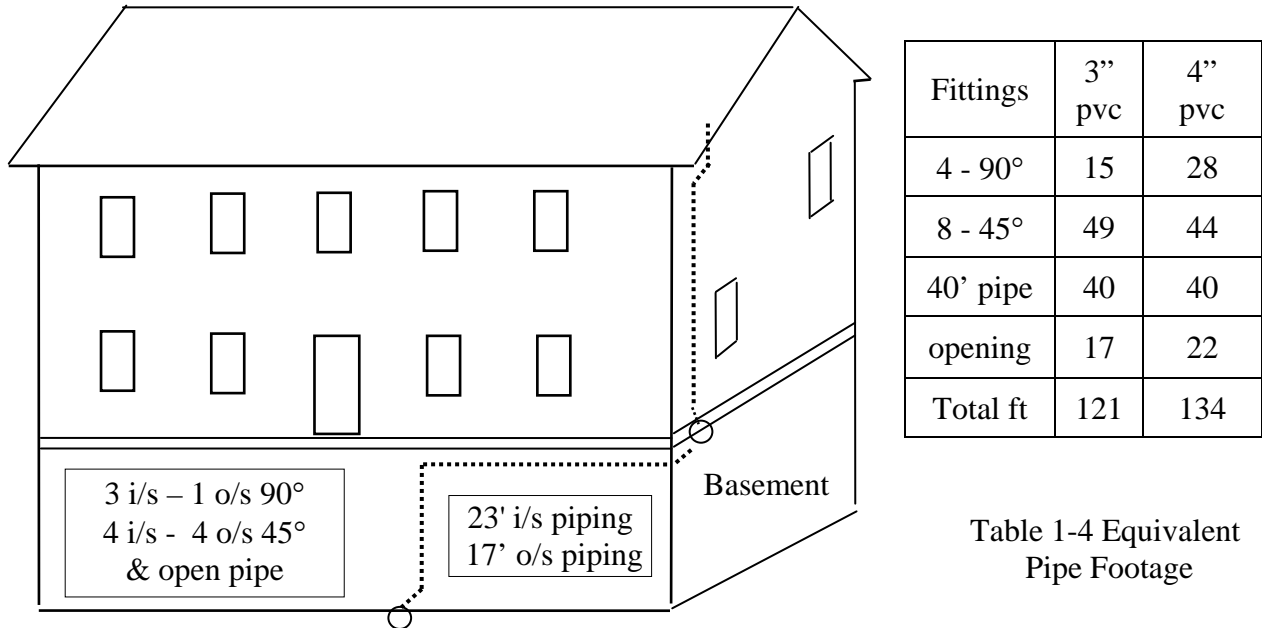 3 i/s – 1 o/s 90°
4 i/s - 4 o/s 45°
& open pipe
23' i/s piping
17’ o/s piping
Basement
Fittings 3” pvc 4” pvc
4 - 90° 15 28
8 - 45° 49 44
40’ pipe 40 40
opening 17 22
Total ft 121 134
Table 1-4 Equivalent
Pipe Footage